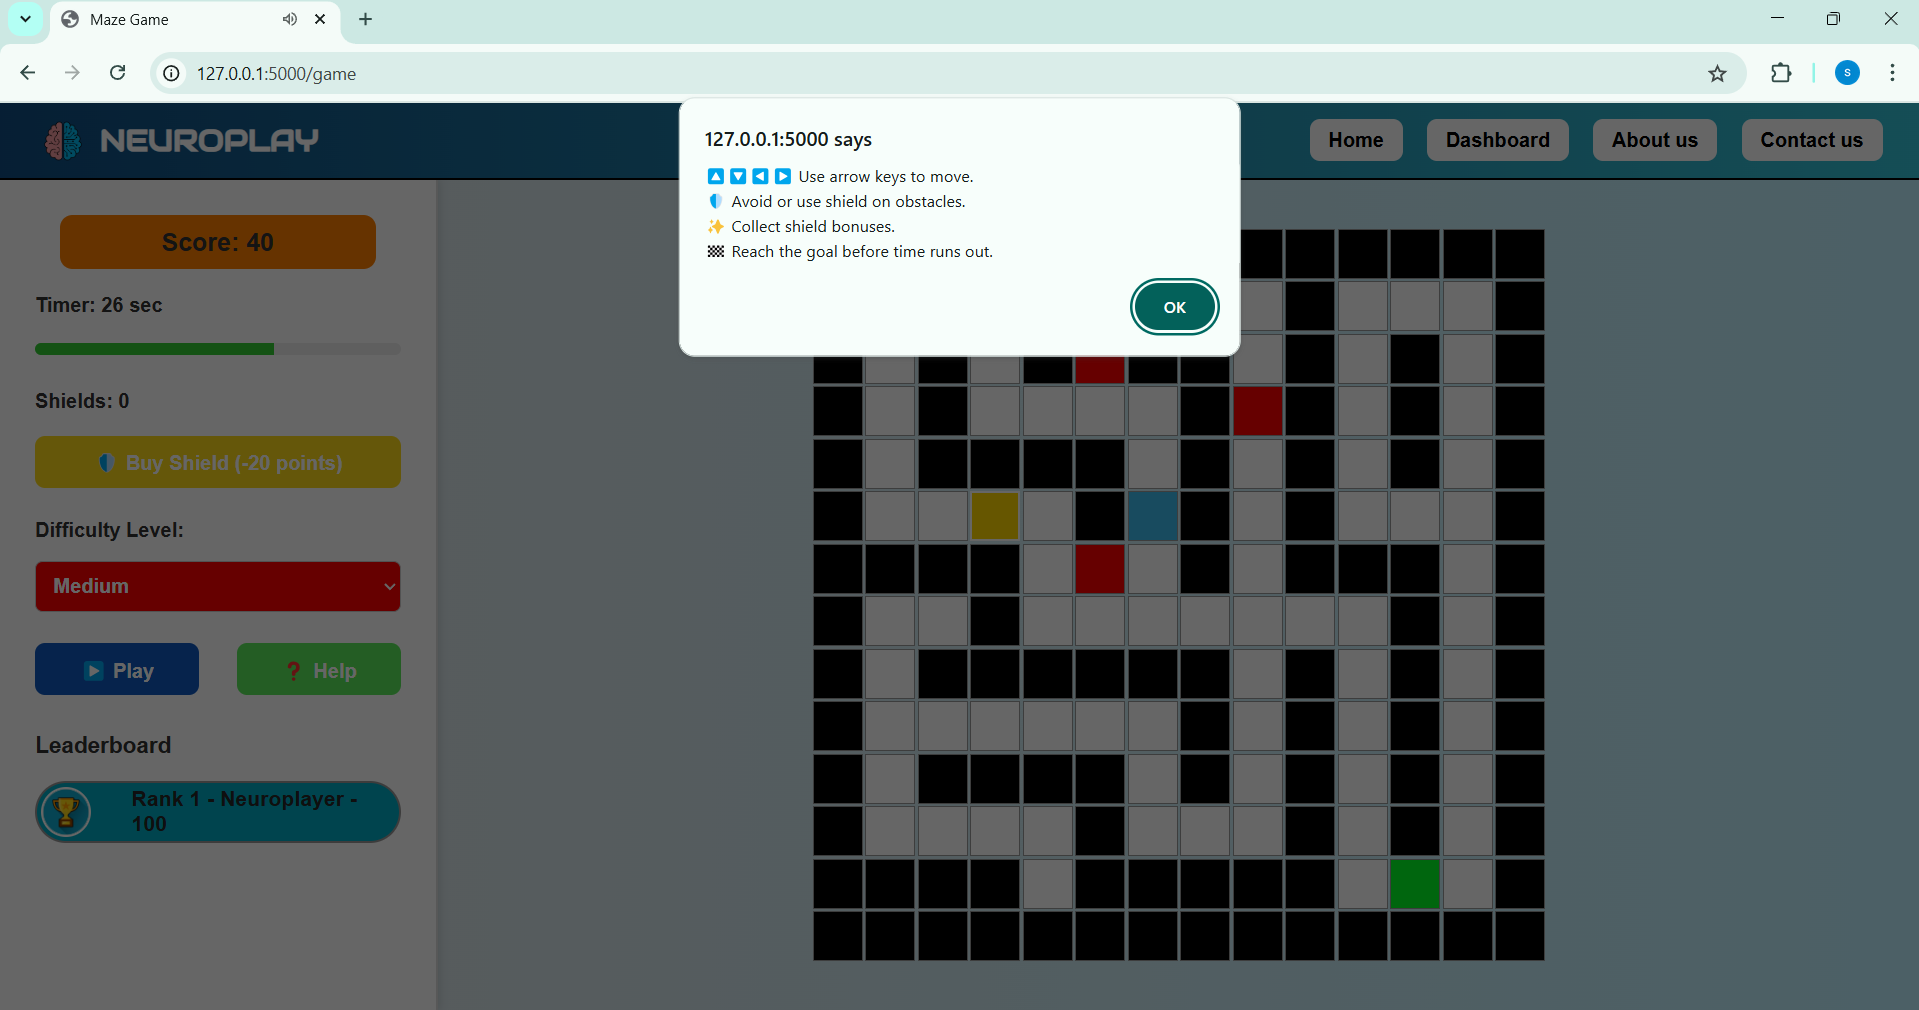 Maze Game
127.0.0.1:5000/game
S
NEUROPLAY
Home
Dashboard
About us
Contact us
127.0.0.1:5000 says
Use arrow keys to move.
Avoid or use shield on obstacles.
Collect shield bonuses.
Reach the goal before time runs out.
OK
Score: 40
Timer: 26 sec
Shields: 0
Buy Shield (-20 points)
Difficulty Level:
Medium
Play
Help
Leaderboard
Rank 1 - Neuroplayer -
100